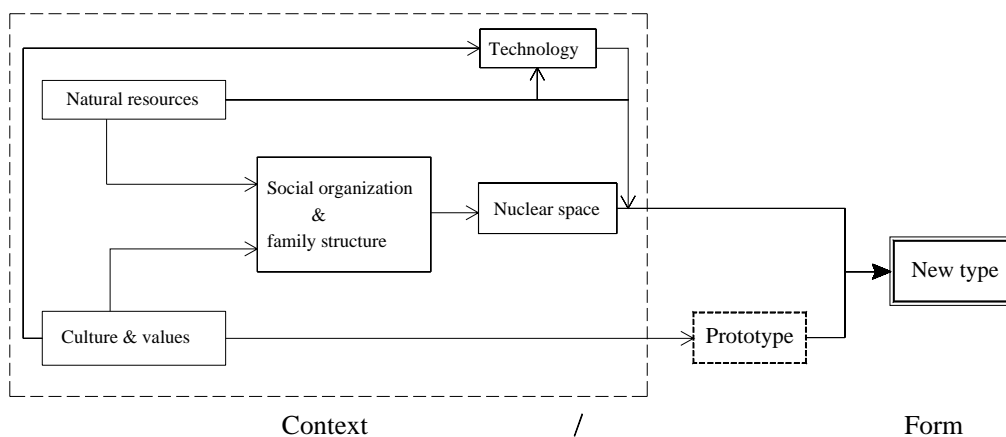 Technology
Natural resources
Social organization
&
family structure
Nuclear space
New type
Culture & values
Prototype
Context / Form